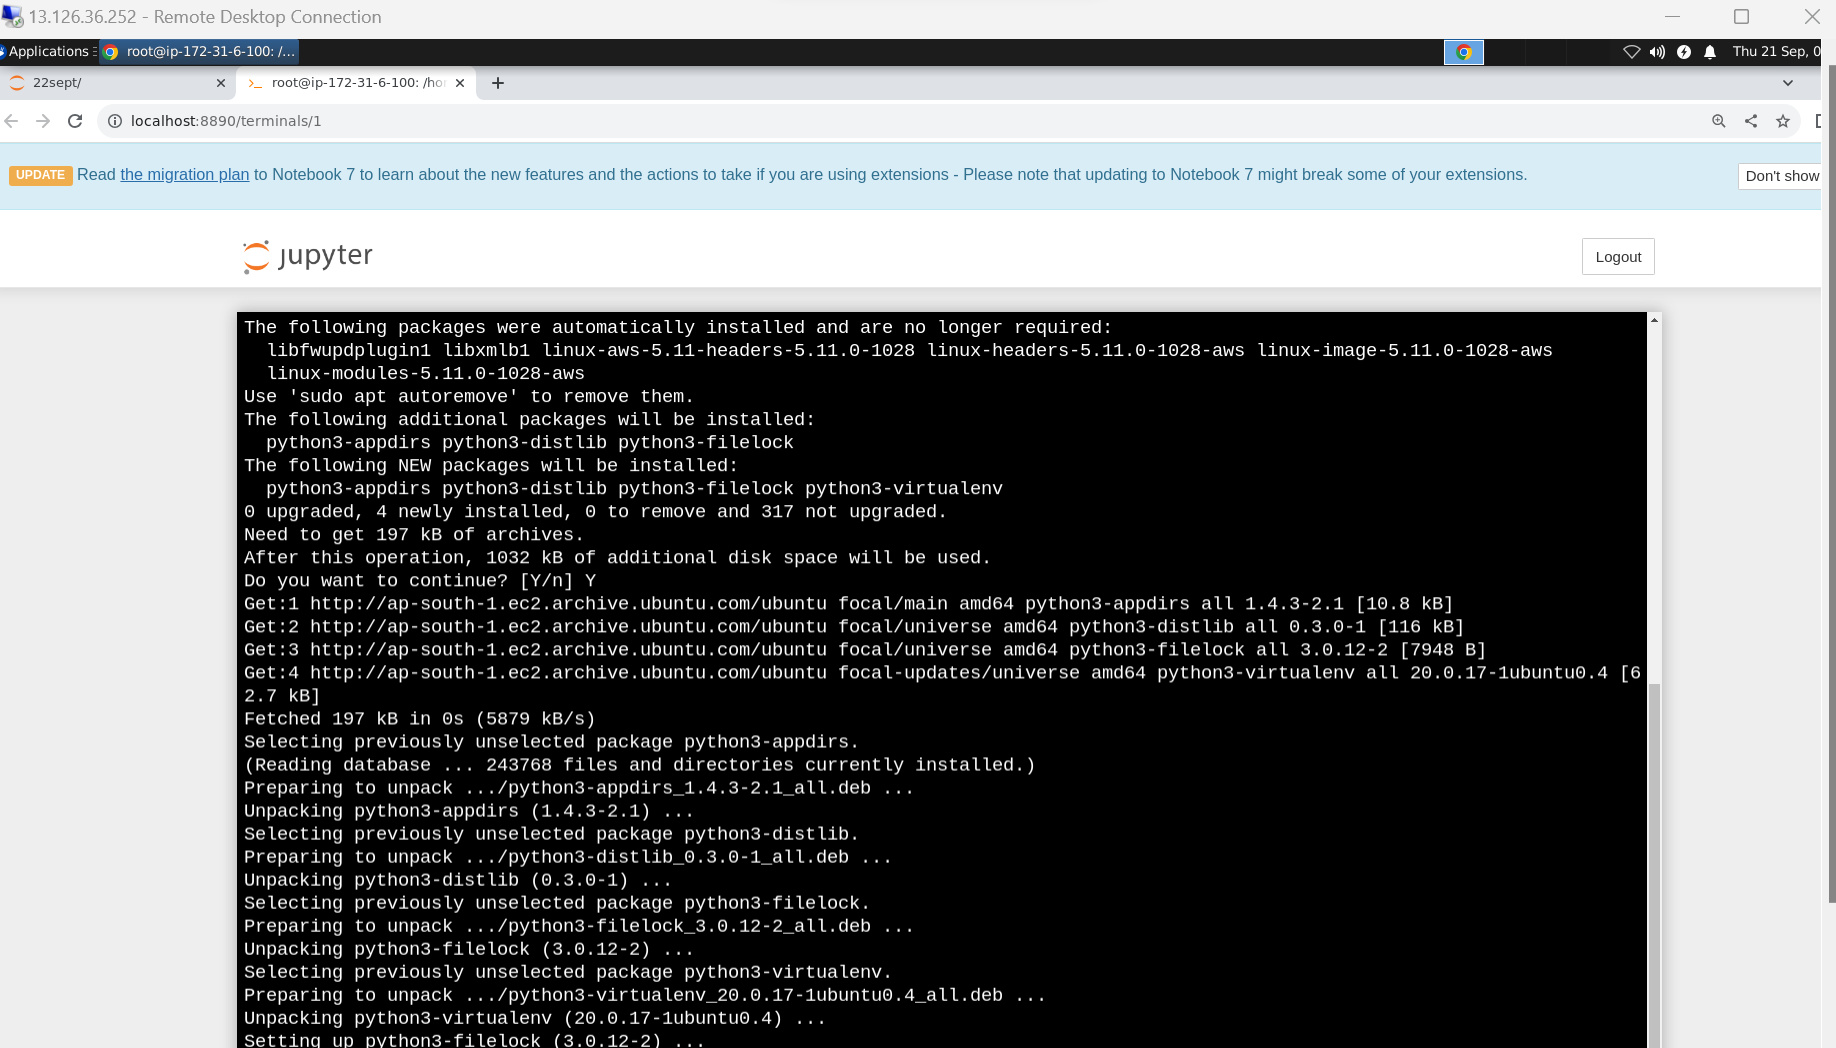 13.126.36.252 - Remote Desktop Connection
Applications root@ip-172-31-6-100: /... Thu 21 Sep, 0
22sept/ root@ip-172-31-6-100: /ho
localhost:8890/terminals/1
UPDATE Read the migration plan to Notebook 7 to learn about the new features and the actions to take if you are using extensions - Please note that updating to Notebook 7 might break some of your extensions. Don't show
jupyter Logout
The following packages were automatically installed and are no longer required:
  libfwupdplugin1 libxmlb1 linux-aws-5.11-headers-5.11.0-1028 linux-headers-5.11.0-1028-aws linux-image-5.11.0-1028-aws
  linux-modules-5.11.0-1028-aws
Use 'sudo apt autoremove' to remove them.
The following additional packages will be installed:
  python3-appdirs python3-distlib python3-filelock
The following NEW packages will be installed:
  python3-appdirs python3-distlib python3-filelock python3-virtualenv
0 upgraded, 4 newly installed, 0 to remove and 317 not upgraded.
Need to get 197 kB of archives.
After this operation, 1032 kB of additional disk space will be used.
Do you want to continue? [Y/n] Y
Get:1 http://ap-south-1.ec2.archive.ubuntu.com/ubuntu focal/main amd64 python3-appdirs all 1.4.3-2.1 [10.8 kB]
Get:2 http://ap-south-1.ec2.archive.ubuntu.com/ubuntu focal/universe amd64 python3-distlib all 0.3.0-1 [116 kB]
Get:3 http://ap-south-1.ec2.archive.ubuntu.com/ubuntu focal/universe amd64 python3-filelock all 3.0.12-2 [7948 B]
Get:4 http://ap-south-1.ec2.archive.ubuntu.com/ubuntu focal-updates/universe amd64 python3-virtualenv all 20.0.17-1ubuntu0.4 [6
2.7 kB]
Fetched 197 kB in 0s (5879 kB/s)
Selecting previously unselected package python3-appdirs.
(Reading database ... 243768 files and directories currently installed.)
Preparing to unpack .../python3-appdirs_1.4.3-2.1_all.deb ...
Unpacking python3-appdirs (1.4.3-2.1) ...
Selecting previously unselected package python3-distlib.
Preparing to unpack .../python3-distlib_0.3.0-1_all.deb ...
Unpacking python3-distlib (0.3.0-1) ...
Selecting previously unselected package python3-filelock.
Preparing to unpack .../python3-filelock_3.0.12-2_all.deb ...
Unpacking python3-filelock (3.0.12-2) ...
Selecting previously unselected package python3-virtualenv.
Preparing to unpack .../python3-virtualenv_20.0.17-1ubuntu0.4_all.deb ...
Unpacking python3-virtualenv (20.0.17-1ubuntu0.4) ...
Setting up python3-filelock (3.0.12-2) ...